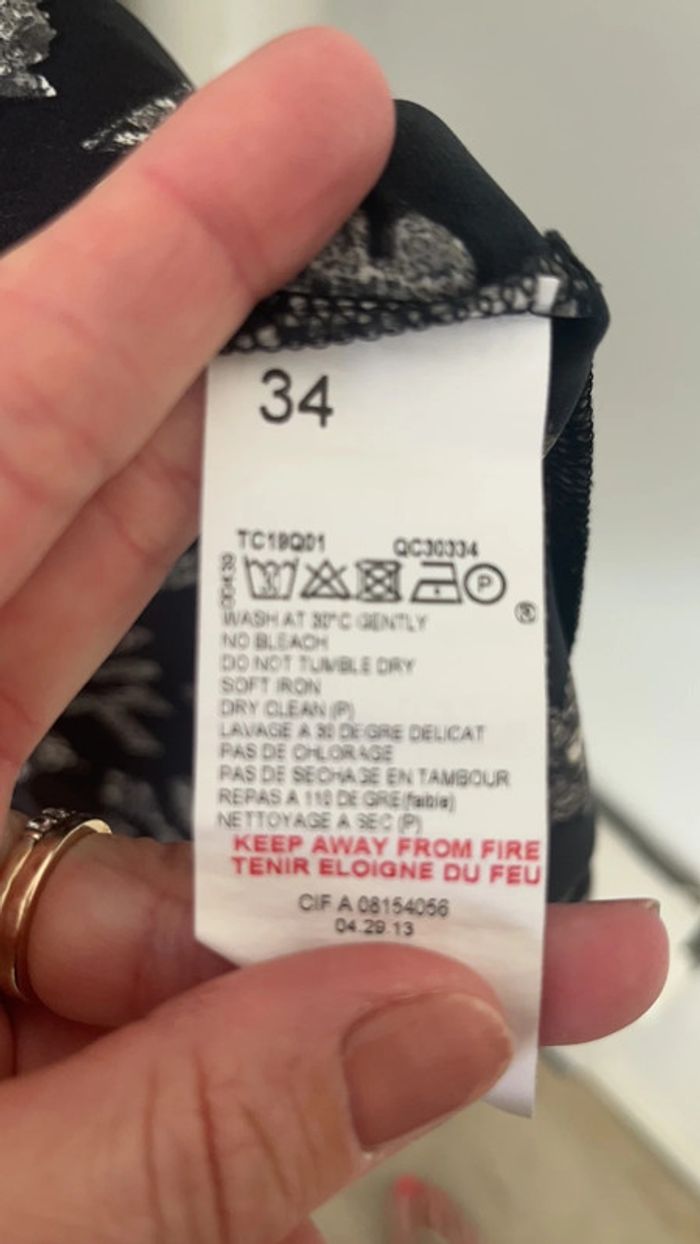 34
TC19Q01 QC30334
P
R
WASH AT 30°C GENTLY
NO BLEACH
DO NOT TUMBLE DRY
SOFT IRON
DRY CLEAN (P)
LAVAGE A 30 DEGRE DELICAT
PAS DE CHLORAGE
PAS DE SECHAGE EN TAMBOUR
REPAS A 110 DE GRE(faible)
NETTOYAGE A SEC (P)
KEEP AWAY FROM FIRE
TENIR ELOIGNE DU FEU
CIF A 08154056
04.29.13